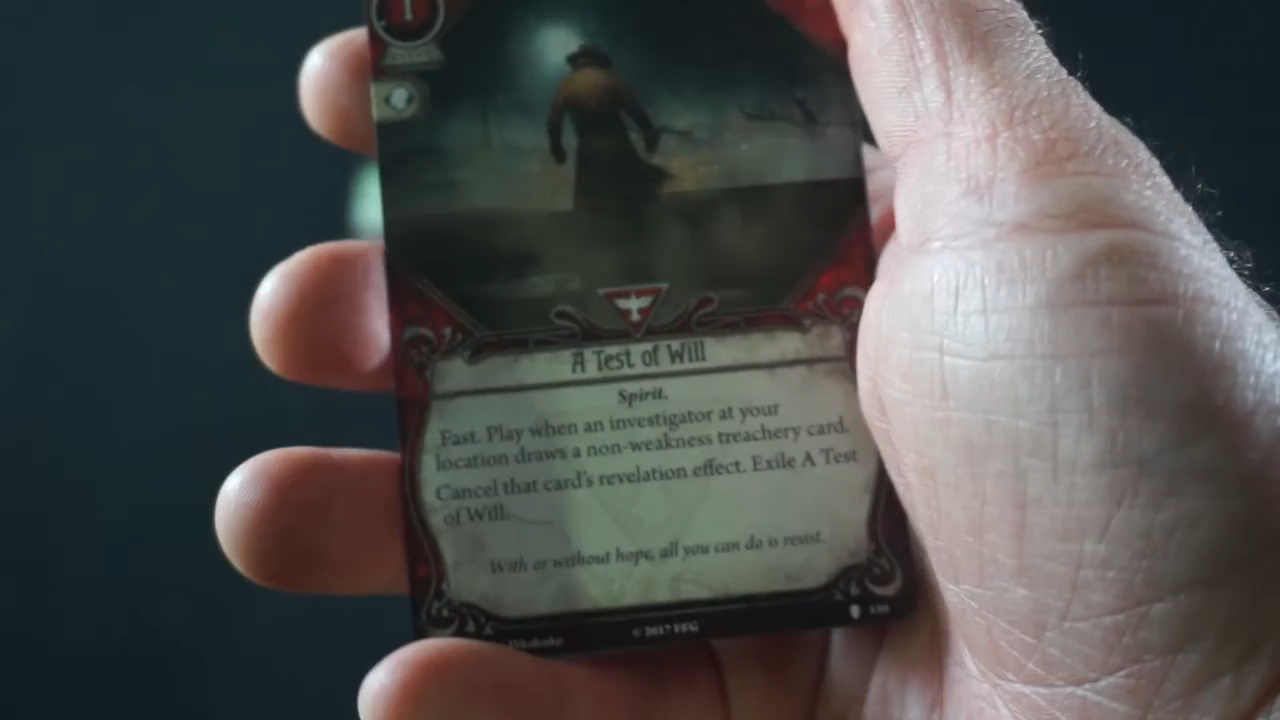 1
A Test of Will
Spirit.
Fast. Play when an investigator at your
location draws a non-weakness treachery card.
Cancel that card's revelation effect. Exile A Test
of Will.
With or without hope, all you can do is resist.
© 2017 FFG